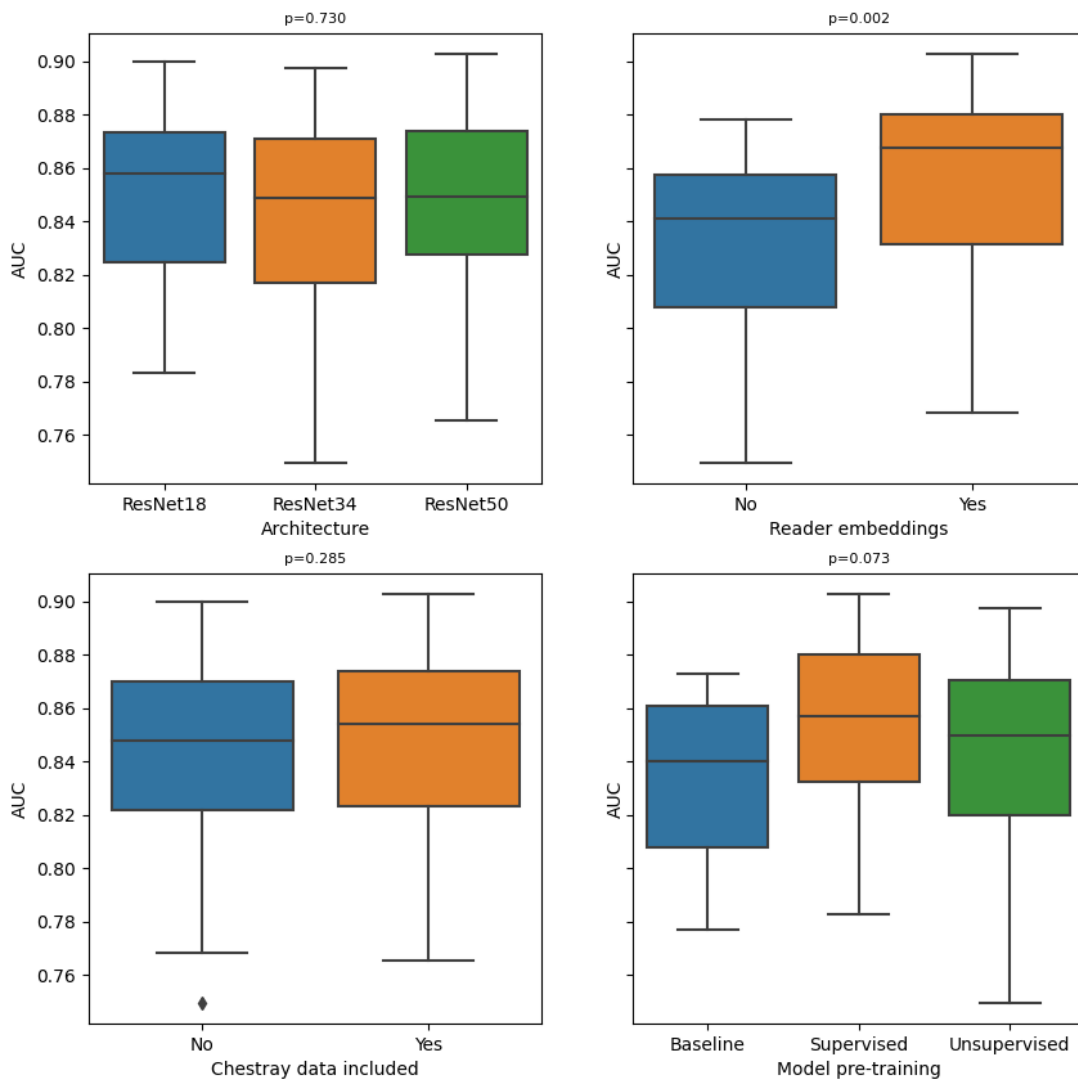 p=0.730
0.90
0.88
0.86
0.84
0.82
0.80
0.78
0.76
AUC
ResNet18 ResNet34 ResNet50
Architecture
p=0.002
AUC
No Yes
Reader embeddings
p=0.285
0.90
0.88
0.86
0.84
0.82
0.80
0.78
0.76
AUC
No Yes
Chestray data included
p=0.073
AUC
Baseline Supervised Unsupervised
Model pre-training